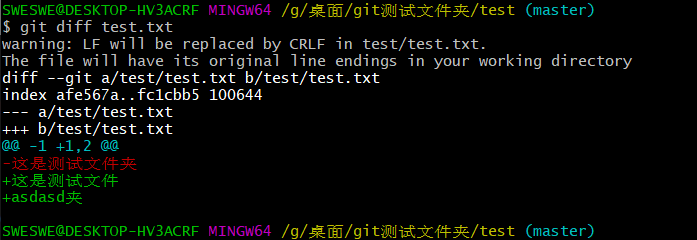 SWESWE@DESKTOP-HV3ACRF MINGW64 /g/桌面/git测试文件夹/test (master)
$ git diff test.txt
warning: LF will be replaced by CRLF in test/test.txt.
The file will have its original line endings in your working directory
diff --git a/test/test.txt b/test/test.txt
index afe567a..fc1cbb5 100644
--- a/test/test.txt
+++ b/test/test.txt
@@ -1 +1,2 @@
-这是测试文件夹
+这是测试文件
+asdasd夹
SWESWE@DESKTOP-HV3ACRF MINGW64 /g/桌面/git测试文件夹/test (master)